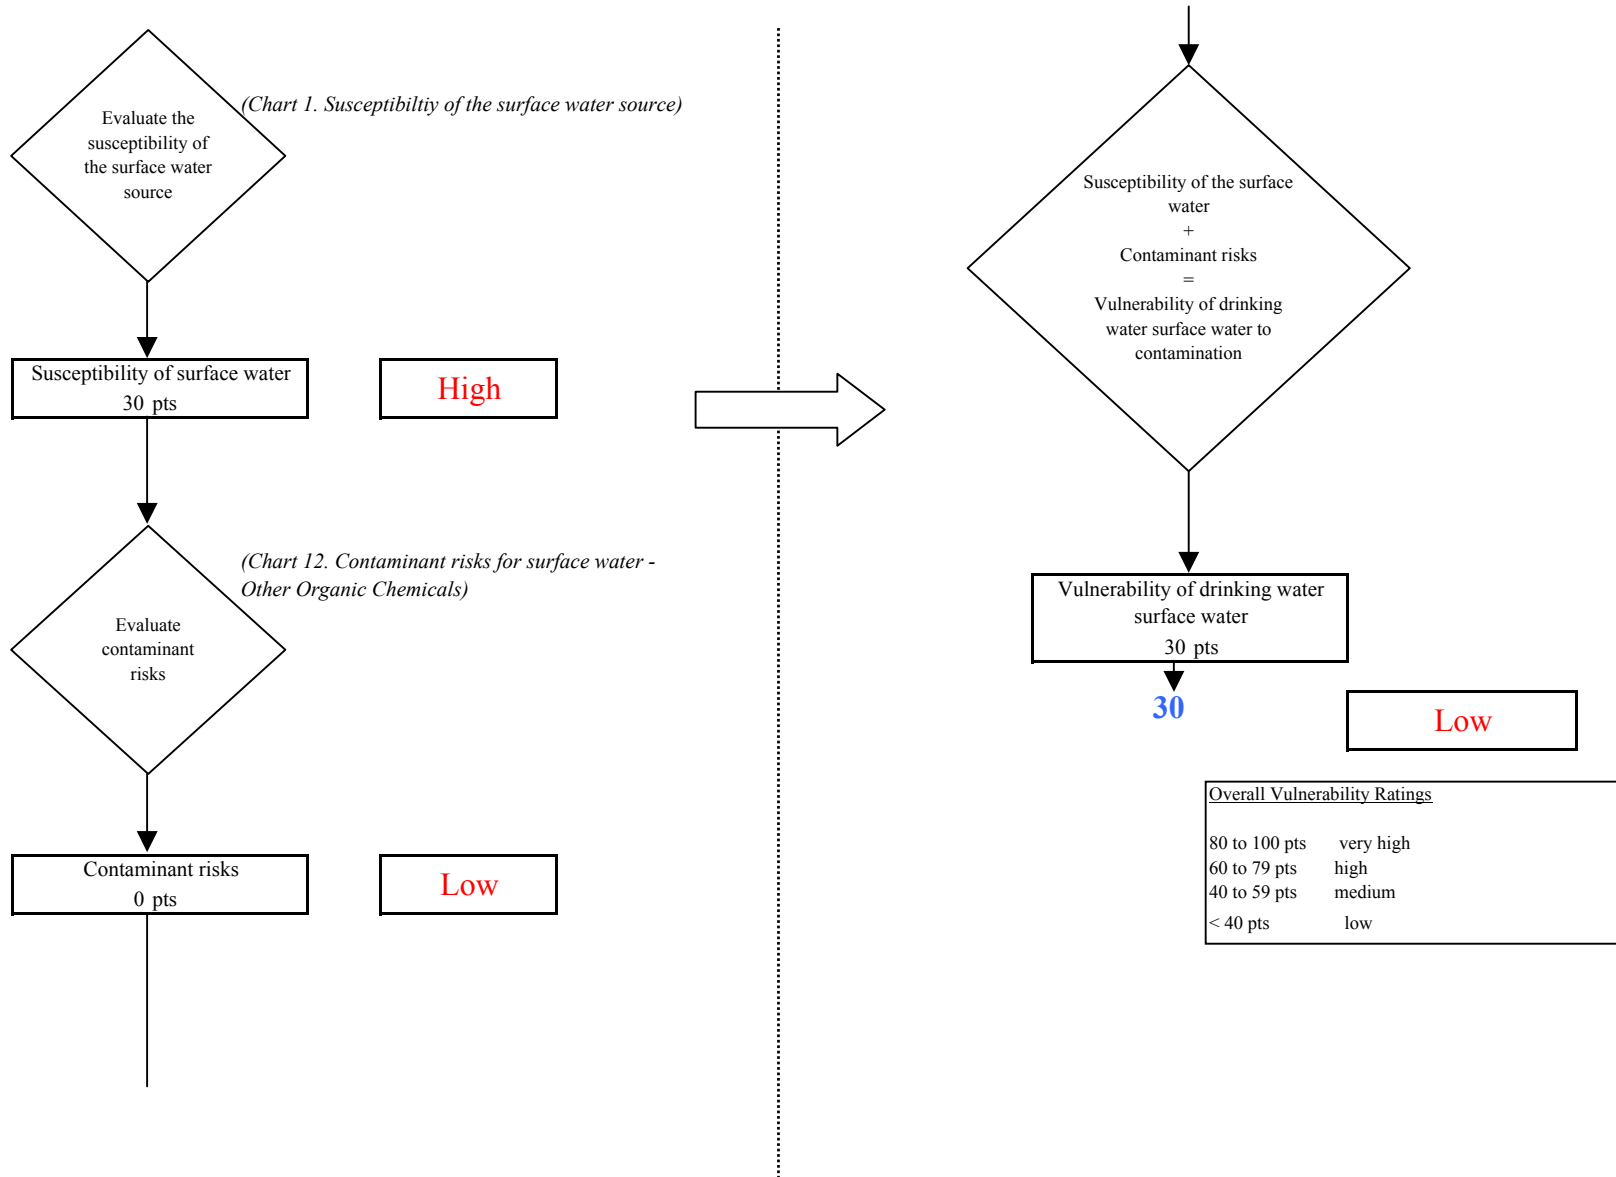 Evaluate the
susceptibility of
the surface water
source
(Chart 1. Susceptibiltiy of the surface water source)
Susceptibility of surface water
30 pts
High
(Chart 12. Contaminant risks for surface water -
Other Organic Chemicals)
Evaluate
contaminant
risks
Contaminant risks
0 pts
Low
Susceptibility of the surface
water
+
Contaminant risks
=
Vulnerability of drinking
water surface water to
contamination
Vulnerability of drinking water
surface water
30 pts
30
Low
Overall Vulnerability Ratings
80 to 100 pts very high
60 to 79 pts high
40 to 59 pts medium
< 40 pts low